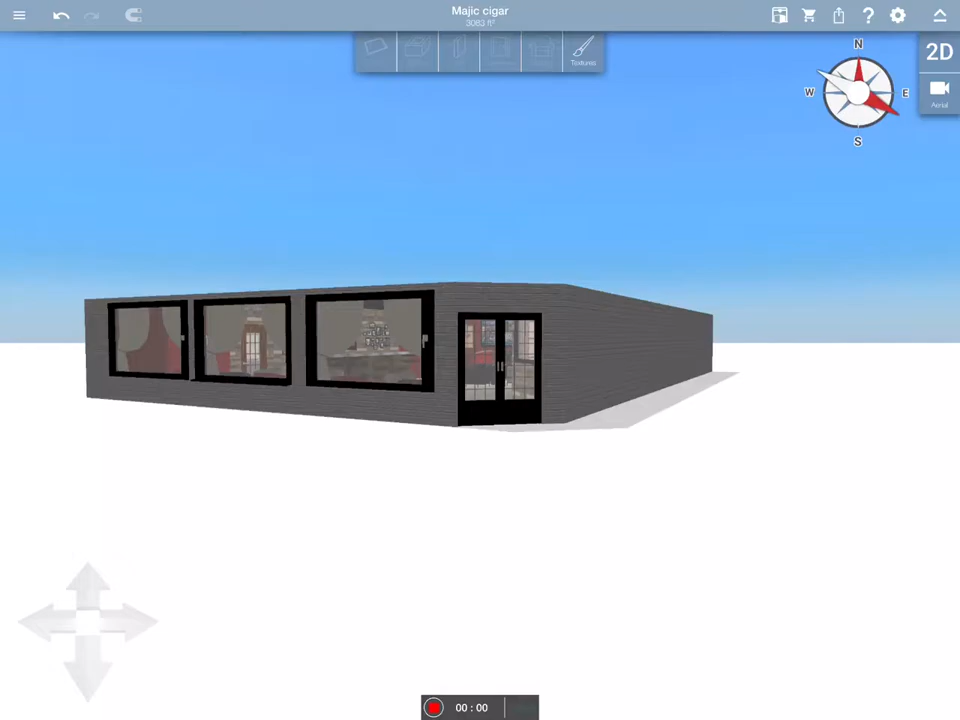 Majic cigar
3083 ft²
Textures
N
W
E
S
2D
Aerial
00 : 00